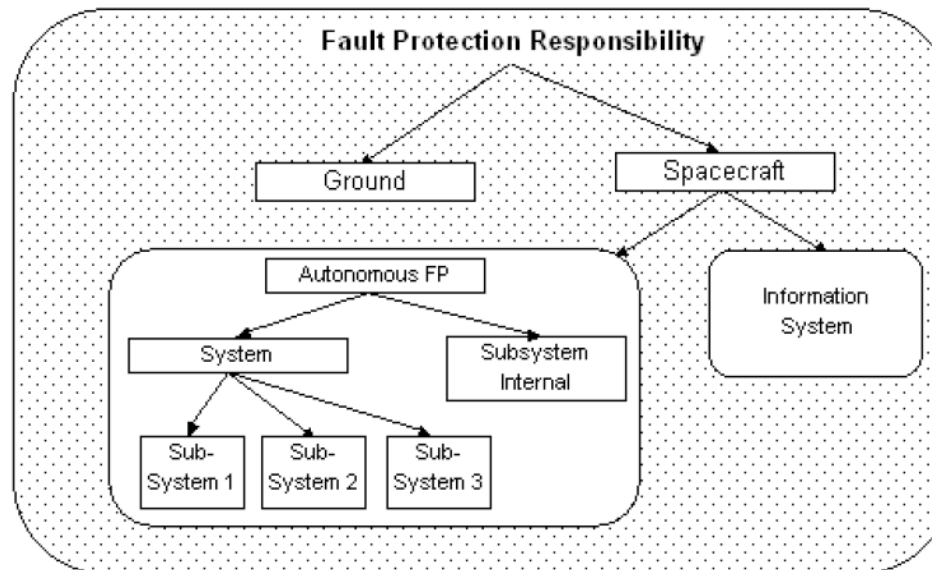 Fault Protection Responsibility
Ground
Spacecraft
Autonomous FP
Information
System
System
Subsystem
Internal
Sub-
System 1
Sub-
System 2
Sub-
System 3